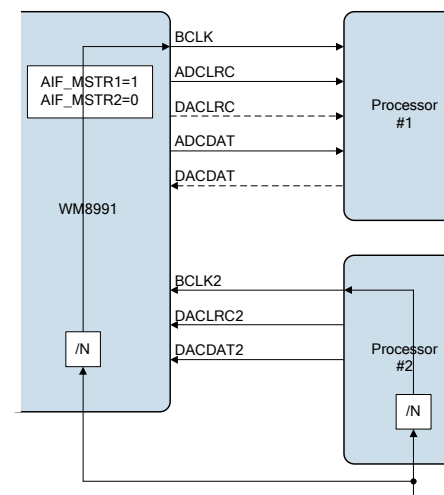 BCLK
ADCLRC
AIF_MSTR1=1
AIF_MSTR2=0
DACLRC
Processor
#1
ADCDAT
DACDAT
WM8991
BCLK2
DACLRC2
/N
DACDAT2
Processor
#2
/N